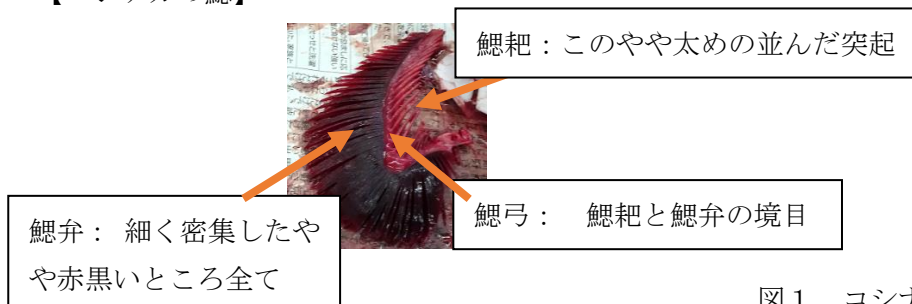 鰓耙：このやや太めの並んだ突起
鰓弁： 細く密集したや
や赤黒いところ全て
鰓弓： 鰓耙と鰓弁の境目
図１